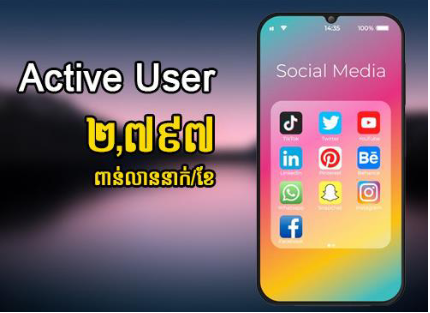 Active User
២,៧៩៧
ពាន់លាននាក់/ខែ
14:35
100%
Social Media
TikTok
Twitter
YouTube
LinkedIn
Pinterest
Behance
WhatsApp
Snapchat
Instagram
Facebook